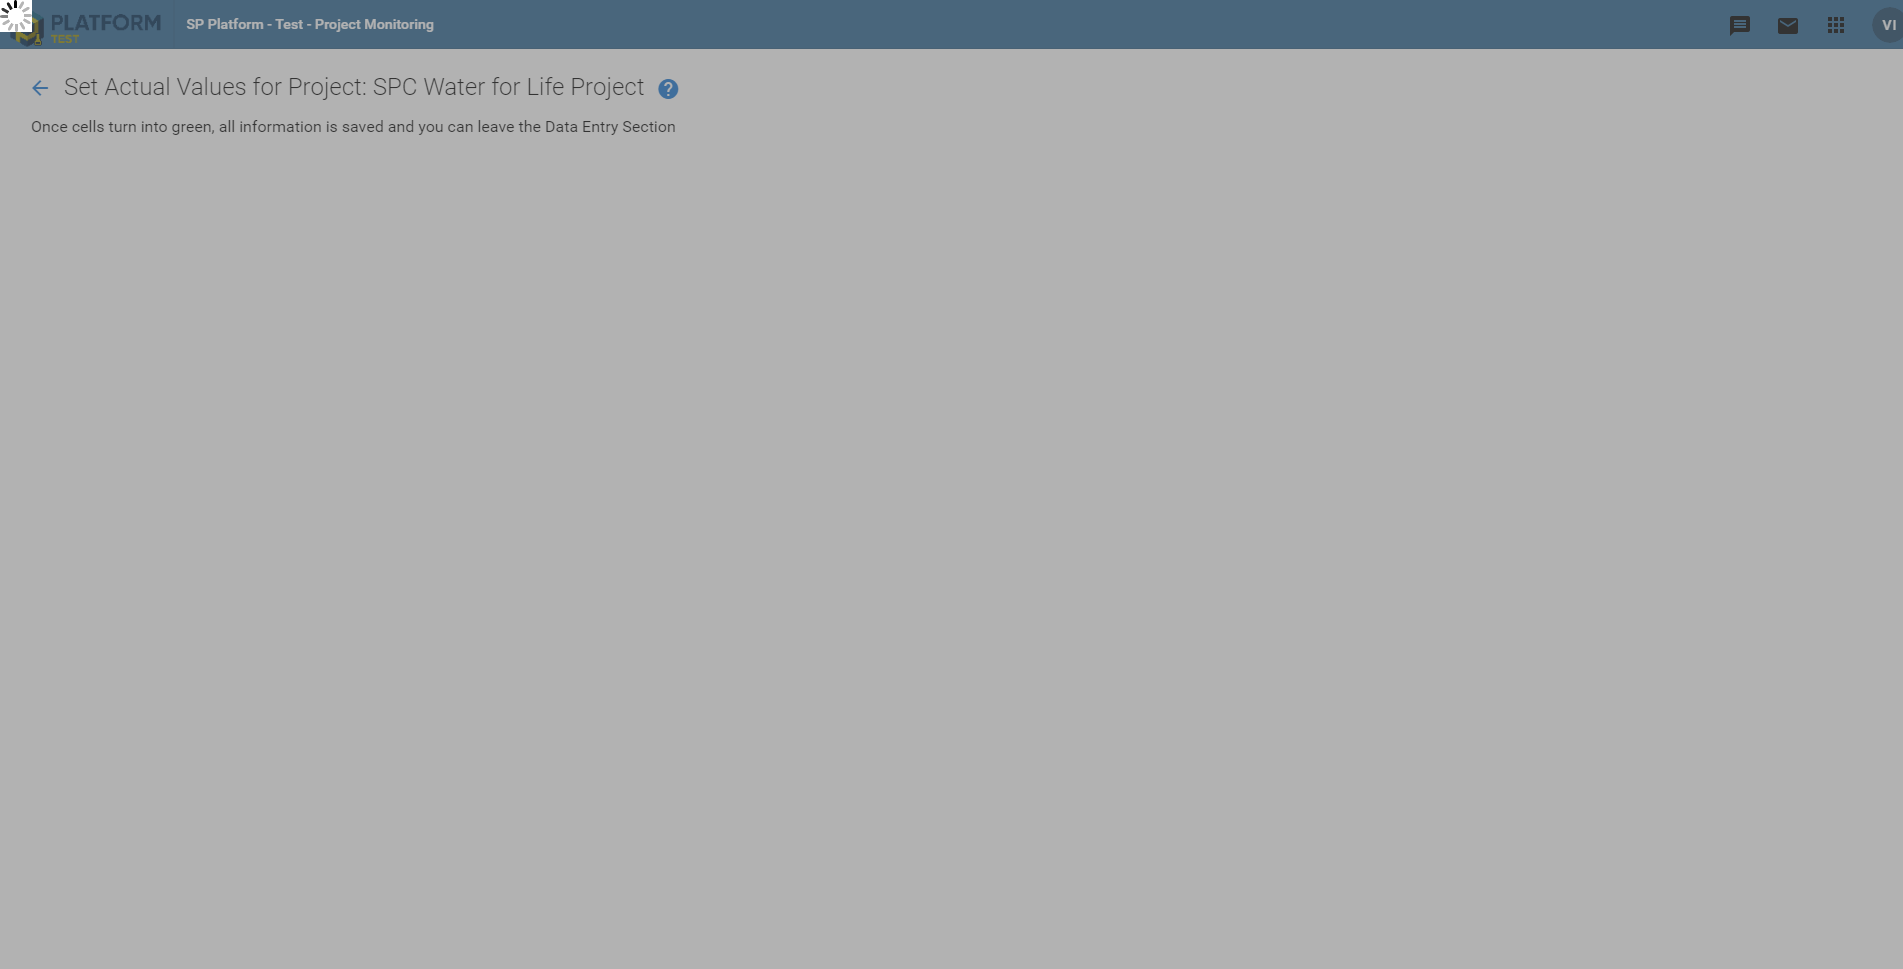 PLATFORM
TEST
SP Platform - Test - Project Monitoring
VI
Set Actual Values for Project: SPC Water for Life Project
?
Once cells turn into green, all information is saved and you can leave the Data Entry Section